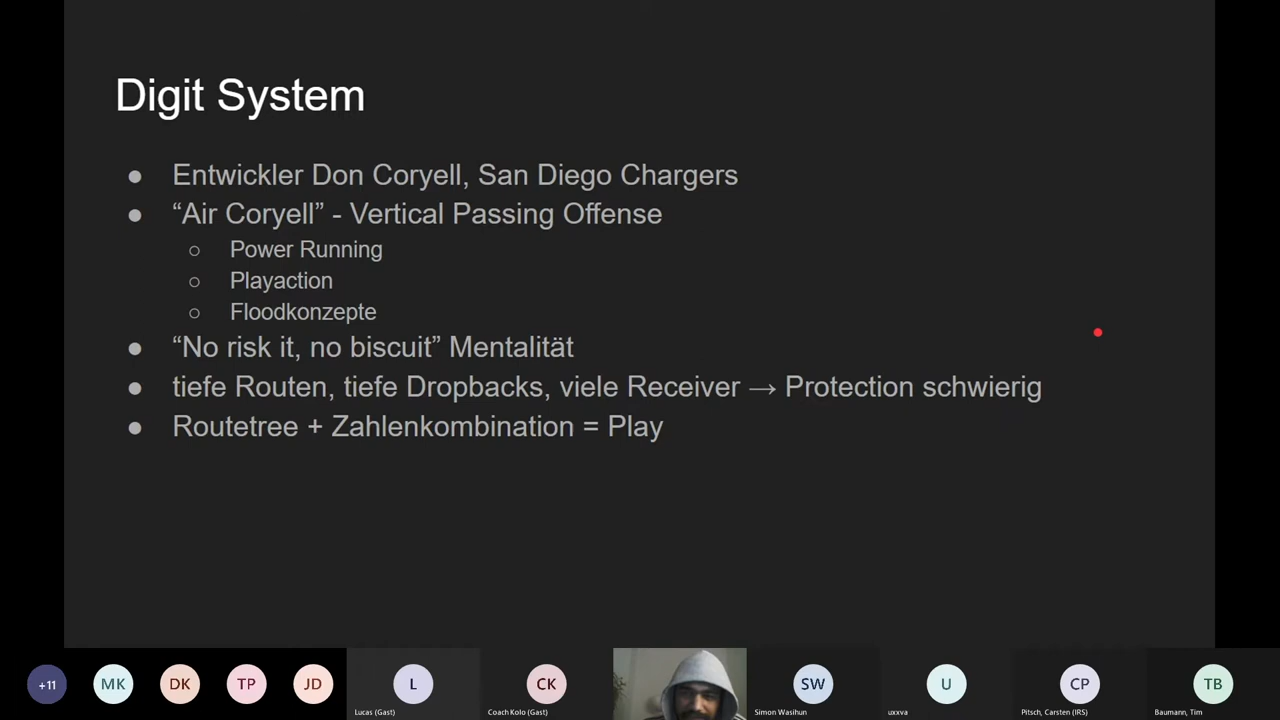 Digit System
● Entwickler Don Coryell, San Diego Chargers
● “Air Coryell” - Vertical Passing Offense
○ Power Running
○ Playaction
○ Floodkonzepte
● “No risk it, no biscuit” Mentalität
● tiefe Routen, tiefe Dropbacks, viele Receiver → Protection schwierig
● Routetree + Zahlenkombination = Play
+11 MK DK TP JD L CK SW U CP TB
Lucas (Gast) Coach Kolo (Gast) Simon Wasihun uxxva Pitsch, Carsten (IRS) Baumann, Tim